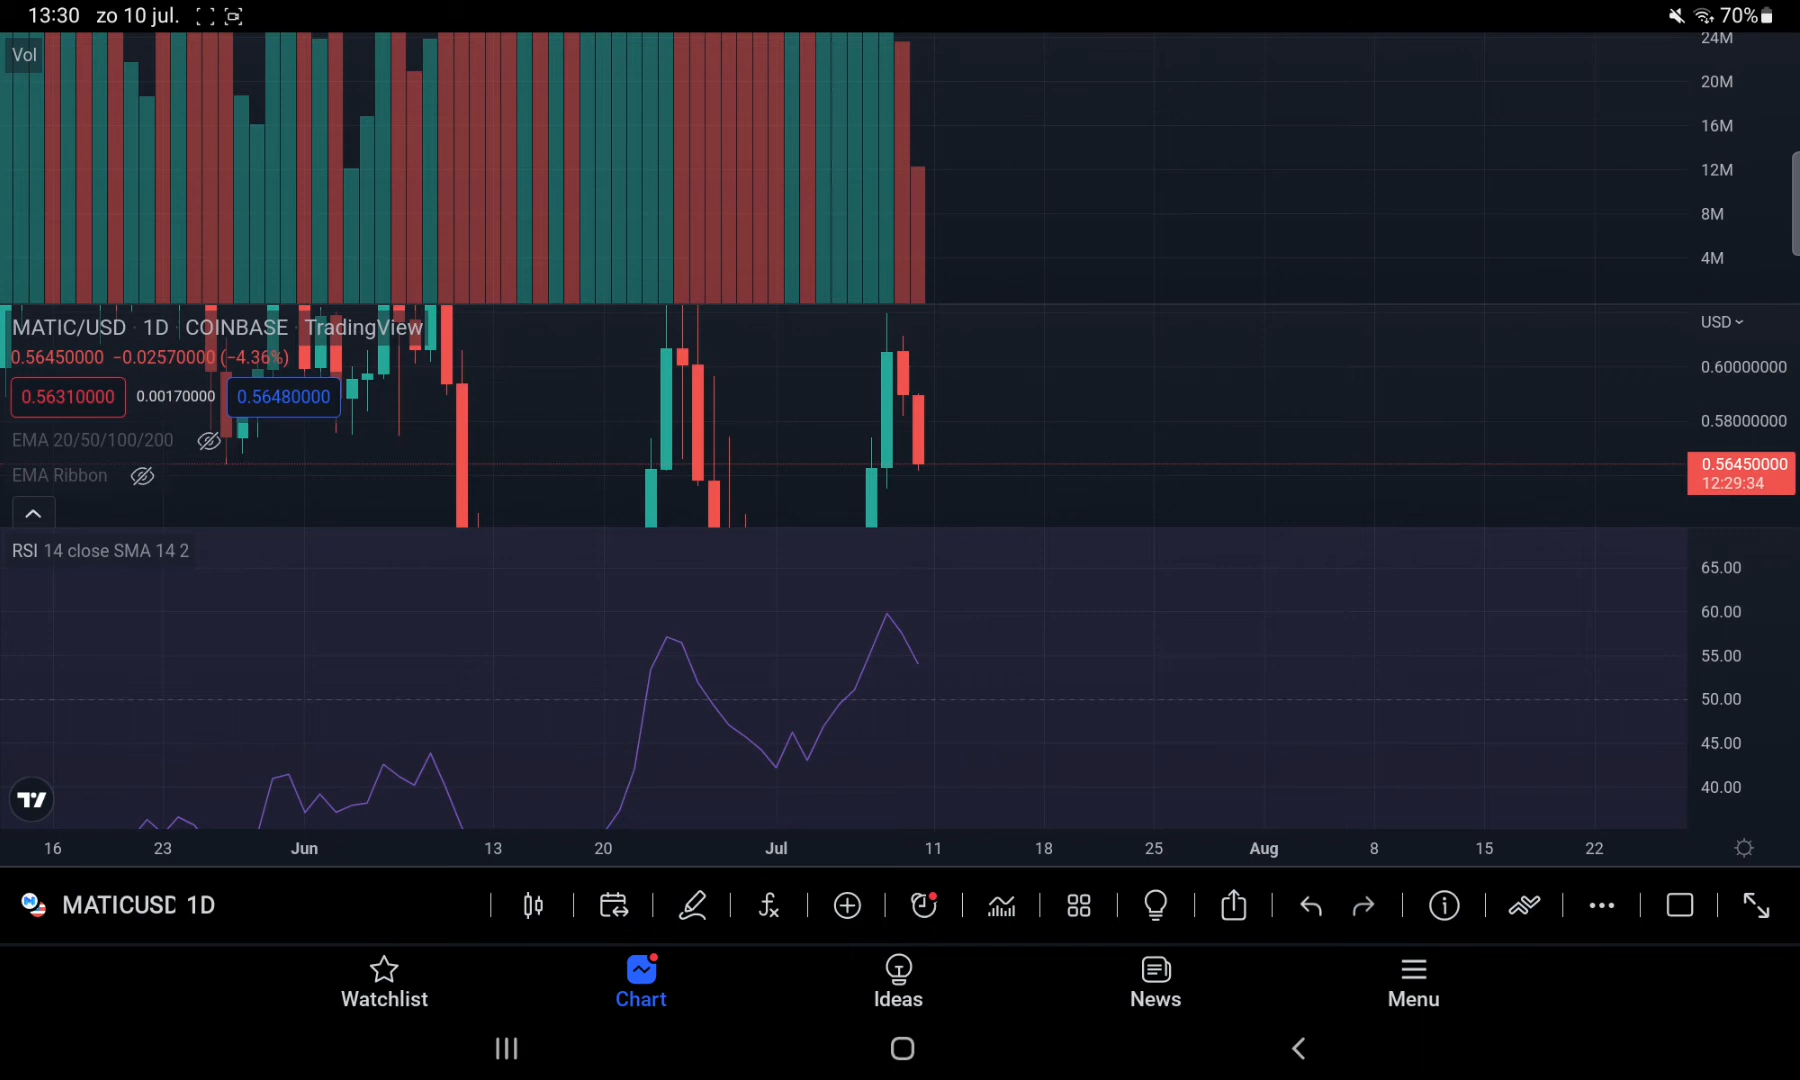 13:30 zo 10 jul. 70%
Vol
24M
20M
16M
12M
8M
4M
MATIC/USD · 1D · COINBASE · TradingView
USD
0.56450000 −0.02570000 (−4.36%)
0.60000000
0.56310000 0.00170000 0.56480000
0.58000000
EMA 20/50/100/200
0.56450000
EMA Ribbon
12:29:34
RSI 14 close SMA 14 2
65.00
60.00
55.00
50.00
45.00
40.00
16 23 Jun 13 20 Jul 11 18 25 Aug 8 15 22
MATICUSD 1D
Watchlist Chart Ideas News Menu